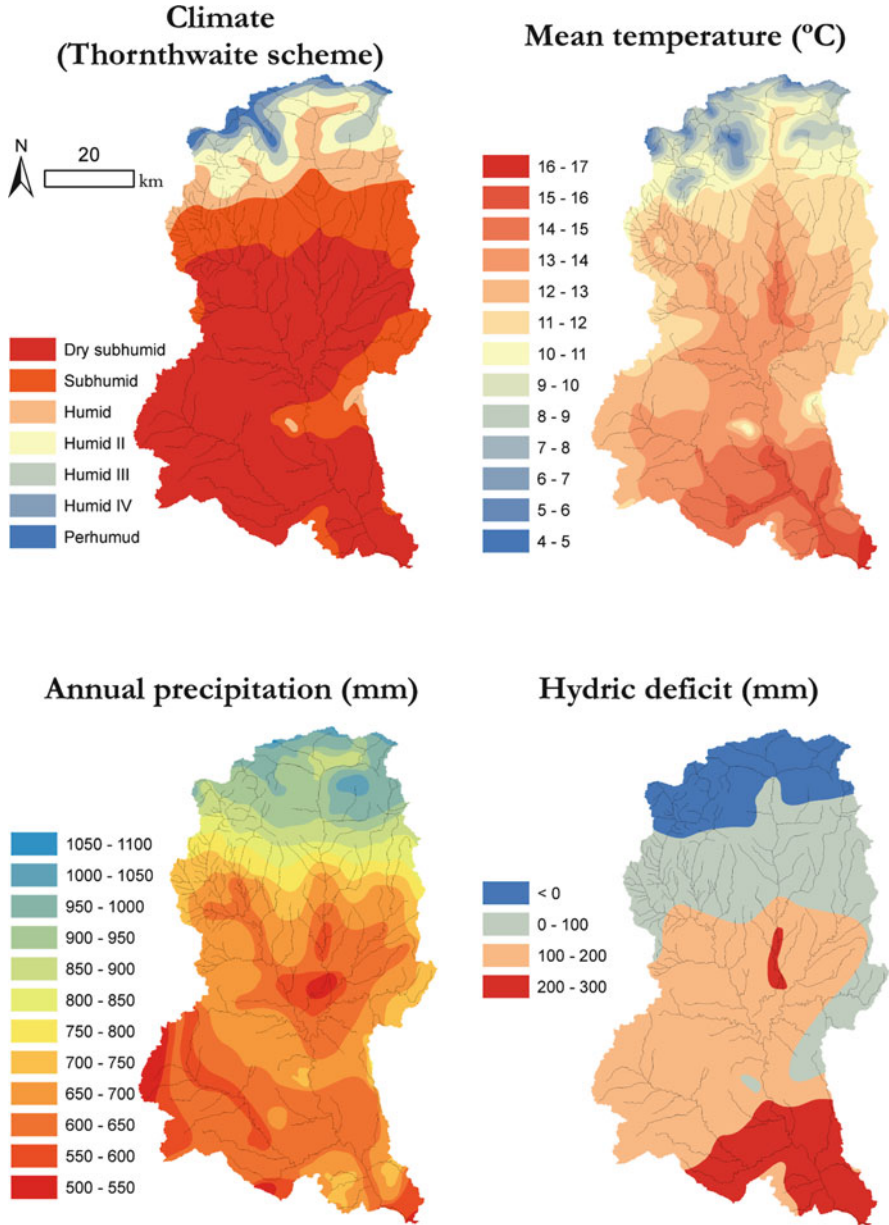 Climate
(Thornthwaite scheme)
N
20
km
Dry subhumid
Subhumid
Humid
Humid II
Humid III
Humid IV
Perhumud
Mean temperature (ºC)
16 - 17
15 - 16
14 - 15
13 - 14
12 - 13
11 - 12
10 - 11
9 - 10
8 - 9
7 - 8
6 - 7
5 - 6
4 - 5
Annual precipitation (mm)
1050 - 1100
1000 - 1050
950 - 1000
900 - 950
850 - 900
800 - 850
750 - 800
700 - 750
650 - 700
600 - 650
550 - 600
500 - 550
Hydric deficit (mm)
< 0
0 - 100
100 - 200
200 - 300